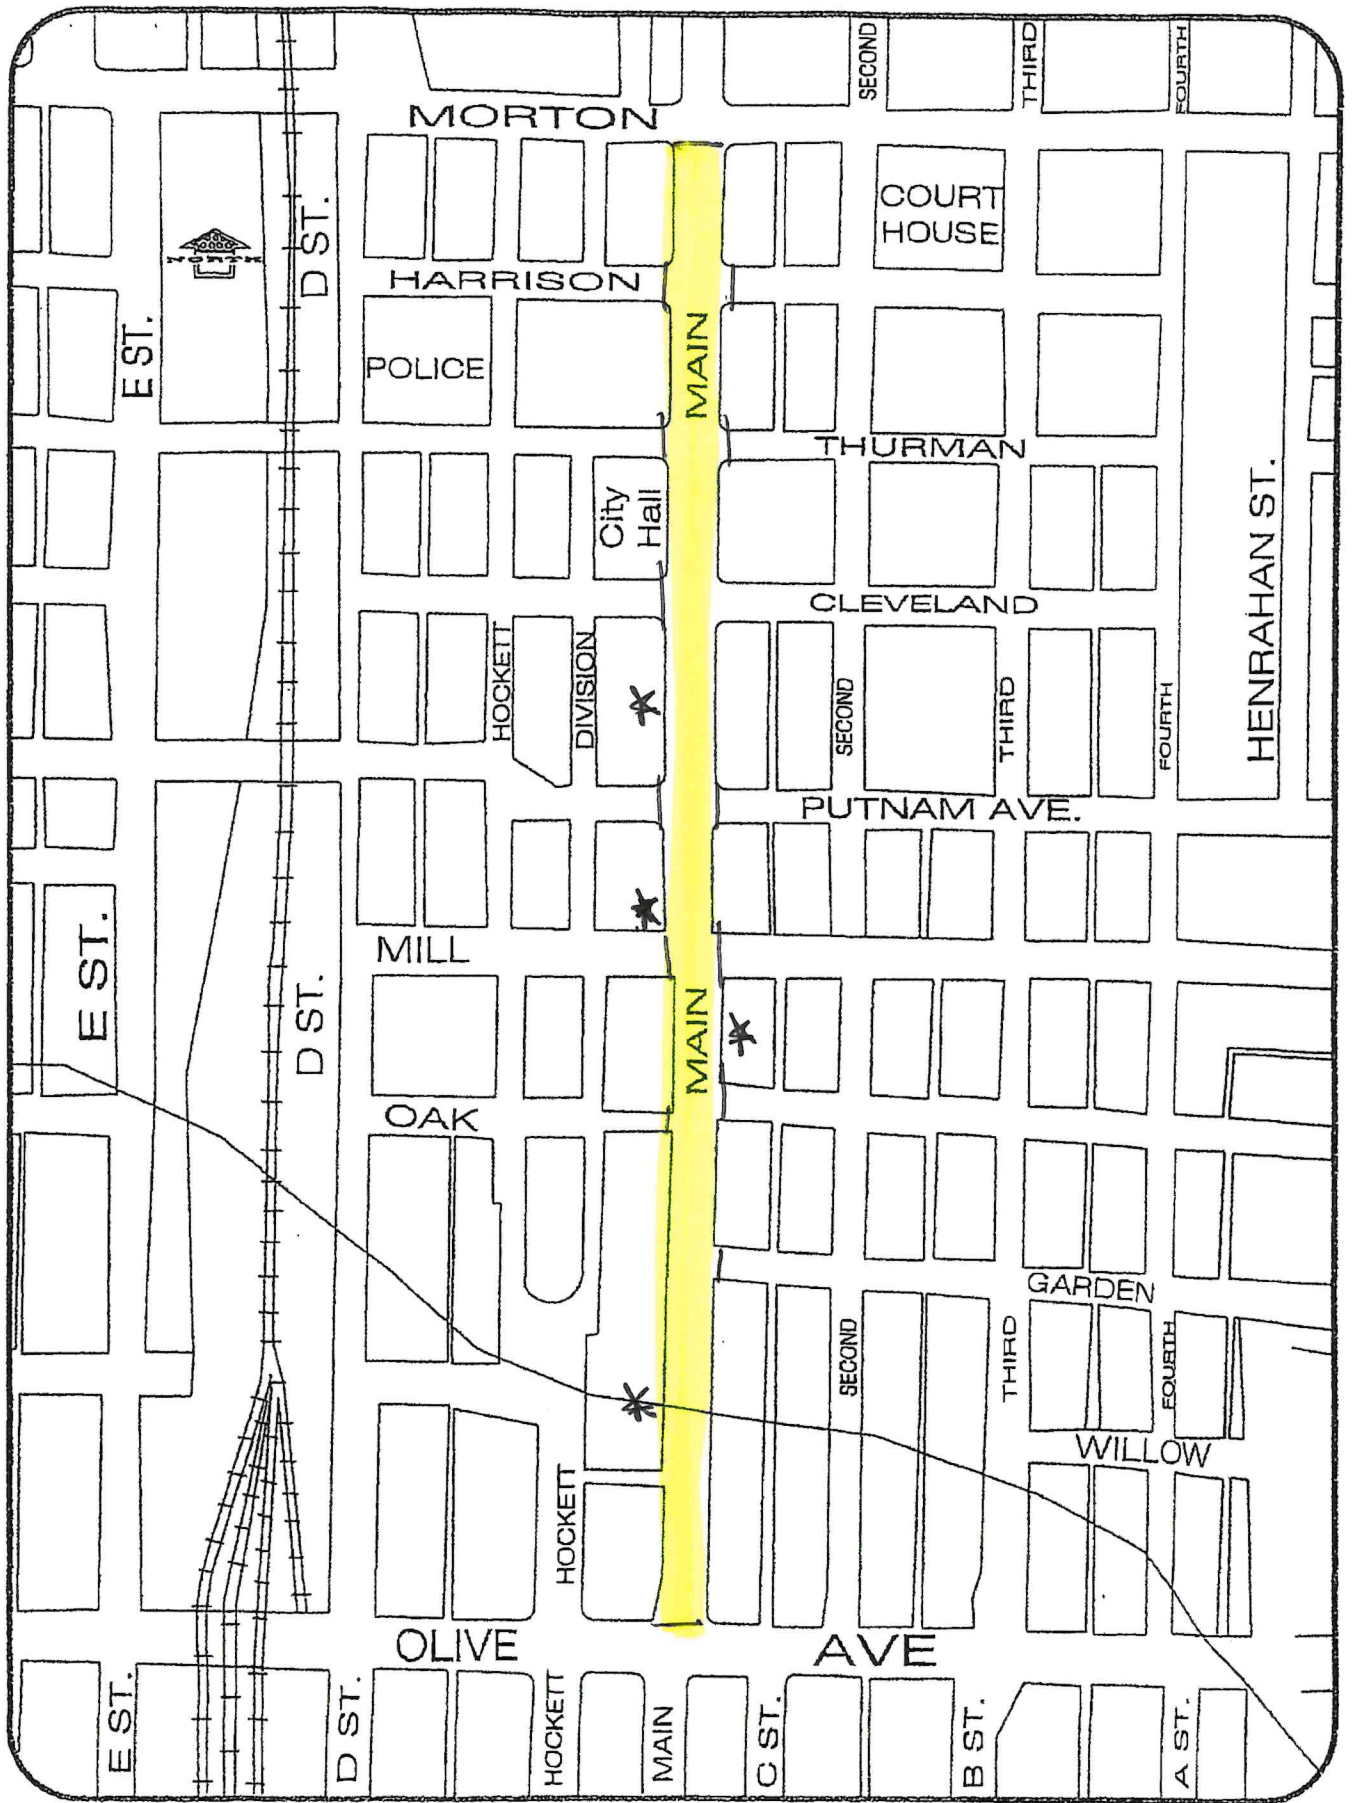 SECOND
THIRD
FOURTH
MORTON
COURT
HOUSE
D ST.
HARRISON
E ST.
MAIN
POLICE
THURMAN
City
Hall
HENRAHAN ST.
CLEVELAND
HOCKETT
DIVISION
SECOND
THIRD
FOURTH
PUTNAM AVE.
E ST.
MILL
D ST.
MAIN
OAK
GARDEN
SECOND
THIRD
FOURTH
WILLOW
HOCKETT
OLIVE
AVE
E ST.
D ST.
HOCKETT
MAIN
C ST.
B ST.
A ST.